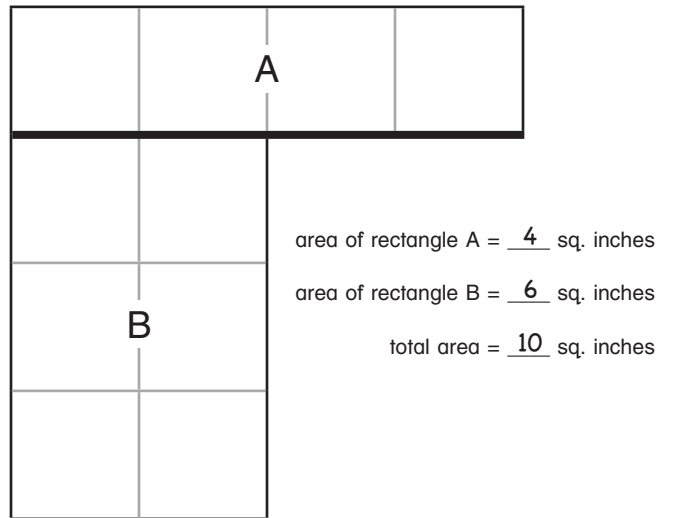 A
B
area of rectangle A = 4 sq. inches
area of rectangle B = 6 sq. inches
total area = 10 sq. inches